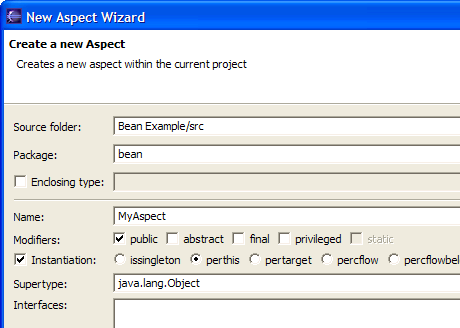 New Aspect Wizard
Create a new Aspect
Creates a new aspect within the current project
Source folder: Bean Example/src
Package: bean
Enclosing type:
Name: MyAspect
Modifiers: public abstract final privileged static
Instantiation: issingleton perthis pertarget percflow percflowbel
Supertype: java.lang.Object
Interfaces: